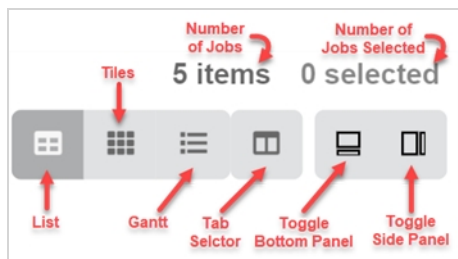 Number
of Jobs
Number of
Jobs Selected
Tiles
5 items
0 selected
List
Gantt
Tab
Selctor
Toggle
Bottom Panel
Toggle
Side Panel